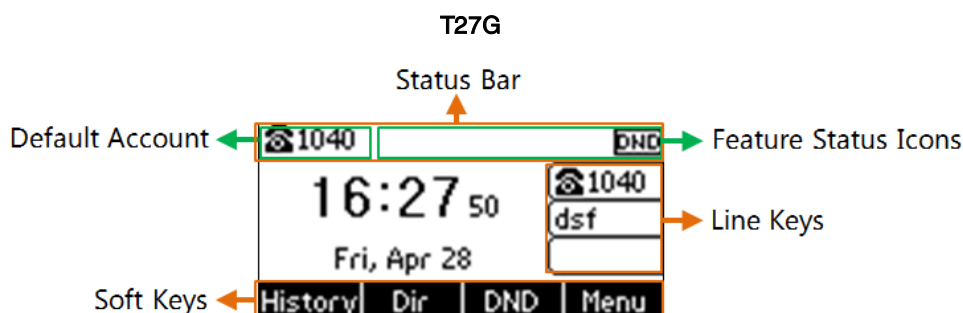 T27G
Status Bar
Default Account 1040 DND Feature Status Icons
16:27 50 1040
dsf Line Keys
Fri, Apr 28
Soft Keys History Dir DND Menu